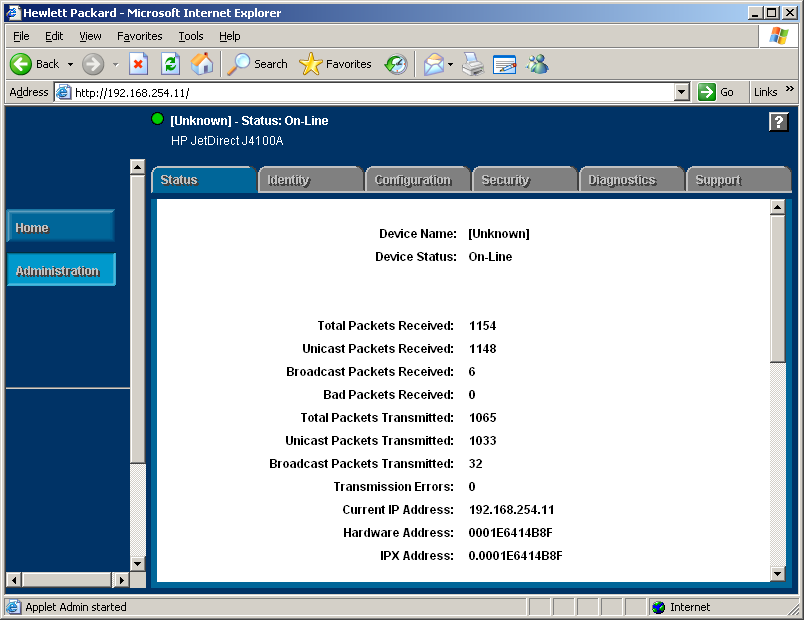 Hewlett Packard - Microsoft Internet Explorer
File Edit View Favorites Tools Help
Back Search Favorites
Address http://192.168.254.11/ Go Links »
[Unknown] - Status: On-Line
?
HP JetDirect J4100A
Status Identity Configuration Security Diagnostics Support
Home
Administration
Device Name: [Unknown]
Device Status: On-Line
Total Packets Received: 1154
Unicast Packets Received: 1148
Broadcast Packets Received: 6
Bad Packets Received: 0
Total Packets Transmitted: 1065
Unicast Packets Transmitted: 1033
Broadcast Packets Transmitted: 32
Transmission Errors: 0
Current IP Address: 192.168.254.11
Hardware Address: 0001E6414B8F
IPX Address: 0.0001E6414B8F
Applet Admin started Internet